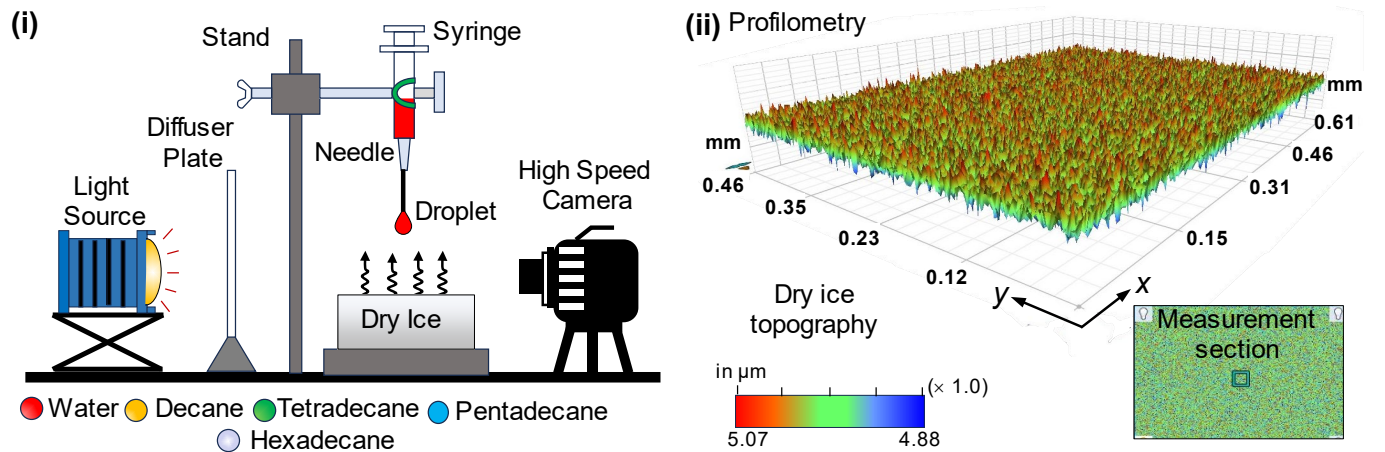 (i)
Stand
Syringe
Diffuser
Plate
Needle
Light
Source
Droplet
High Speed
Camera
Dry Ice
Water
Decane
Tetradecane
Pentadecane
Hexadecane
(ii) Profilometry
mm
0.46
0.35
0.23
0.12
mm
0.61
0.46
0.31
0.15
y
x
Dry ice
topography
in µm
(× 1.0)
5.07
4.88
Measurement
section